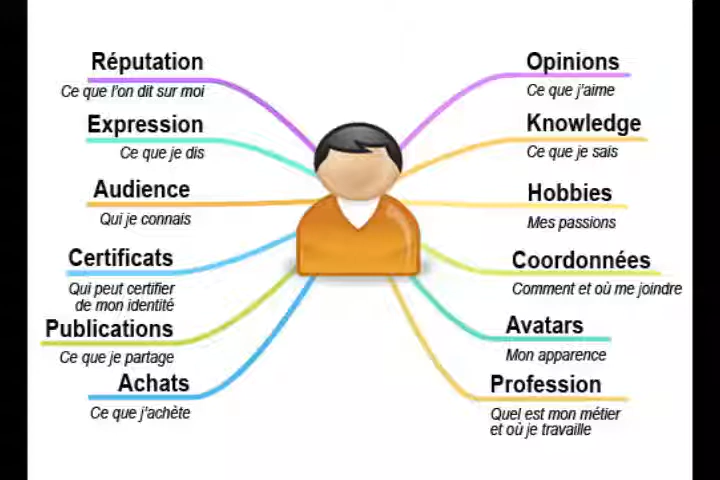 Réputation
Ce que l'on dit sur moi
Expression
Ce que je dis
Audience
Qui je connais
Certificats
Qui peut certifier
de mon identité
Publications
Ce que je partage
Achats
Ce que j'achète
Opinions
Ce que j'aime
Knowledge
Ce que je sais
Hobbies
Mes passions
Coordonnées
Comment et où me joindre
Avatars
Mon apparence
Profession
Quel est mon métier
et où je travaille